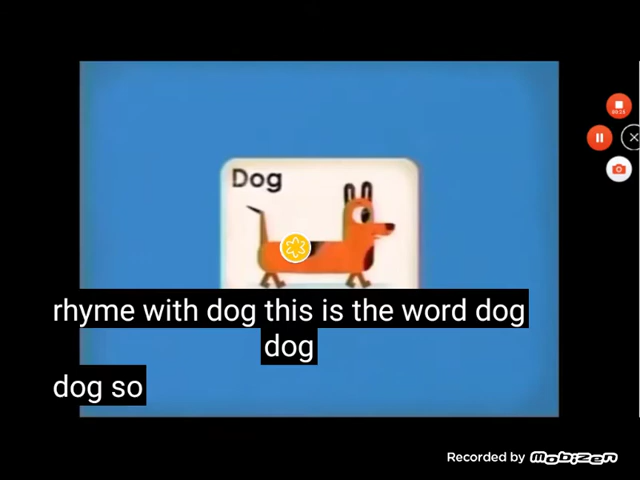 Dog
rhyme with dog this is the word dog
dog
dog so
Recorded by Mobizen